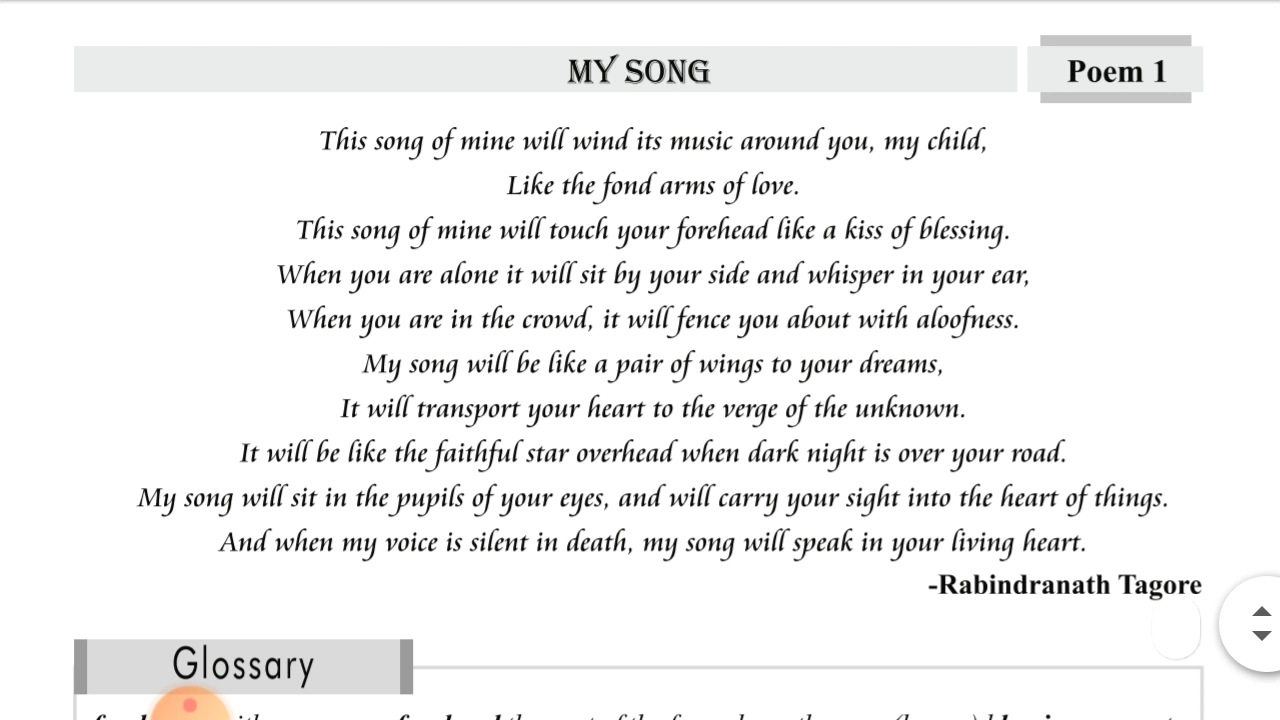 MY SONG
Poem 1
This song of mine will wind its music around you, my child,
Like the fond arms of love.
This song of mine will touch your forehead like a kiss of blessing.
When you are alone it will sit by your side and whisper in your ear,
When you are in the crowd, it will fence you about with aloofness.
My song will be like a pair of wings to your dreams,
It will transport your heart to the verge of the unknown.
It will be like the faithful star overhead when dark night is over your road.
My song will sit in the pupils of your eyes, and will carry your sight into the heart of things.
And when my voice is silent in death, my song will speak in your living heart.
-Rabindranath Tagore
Glossary